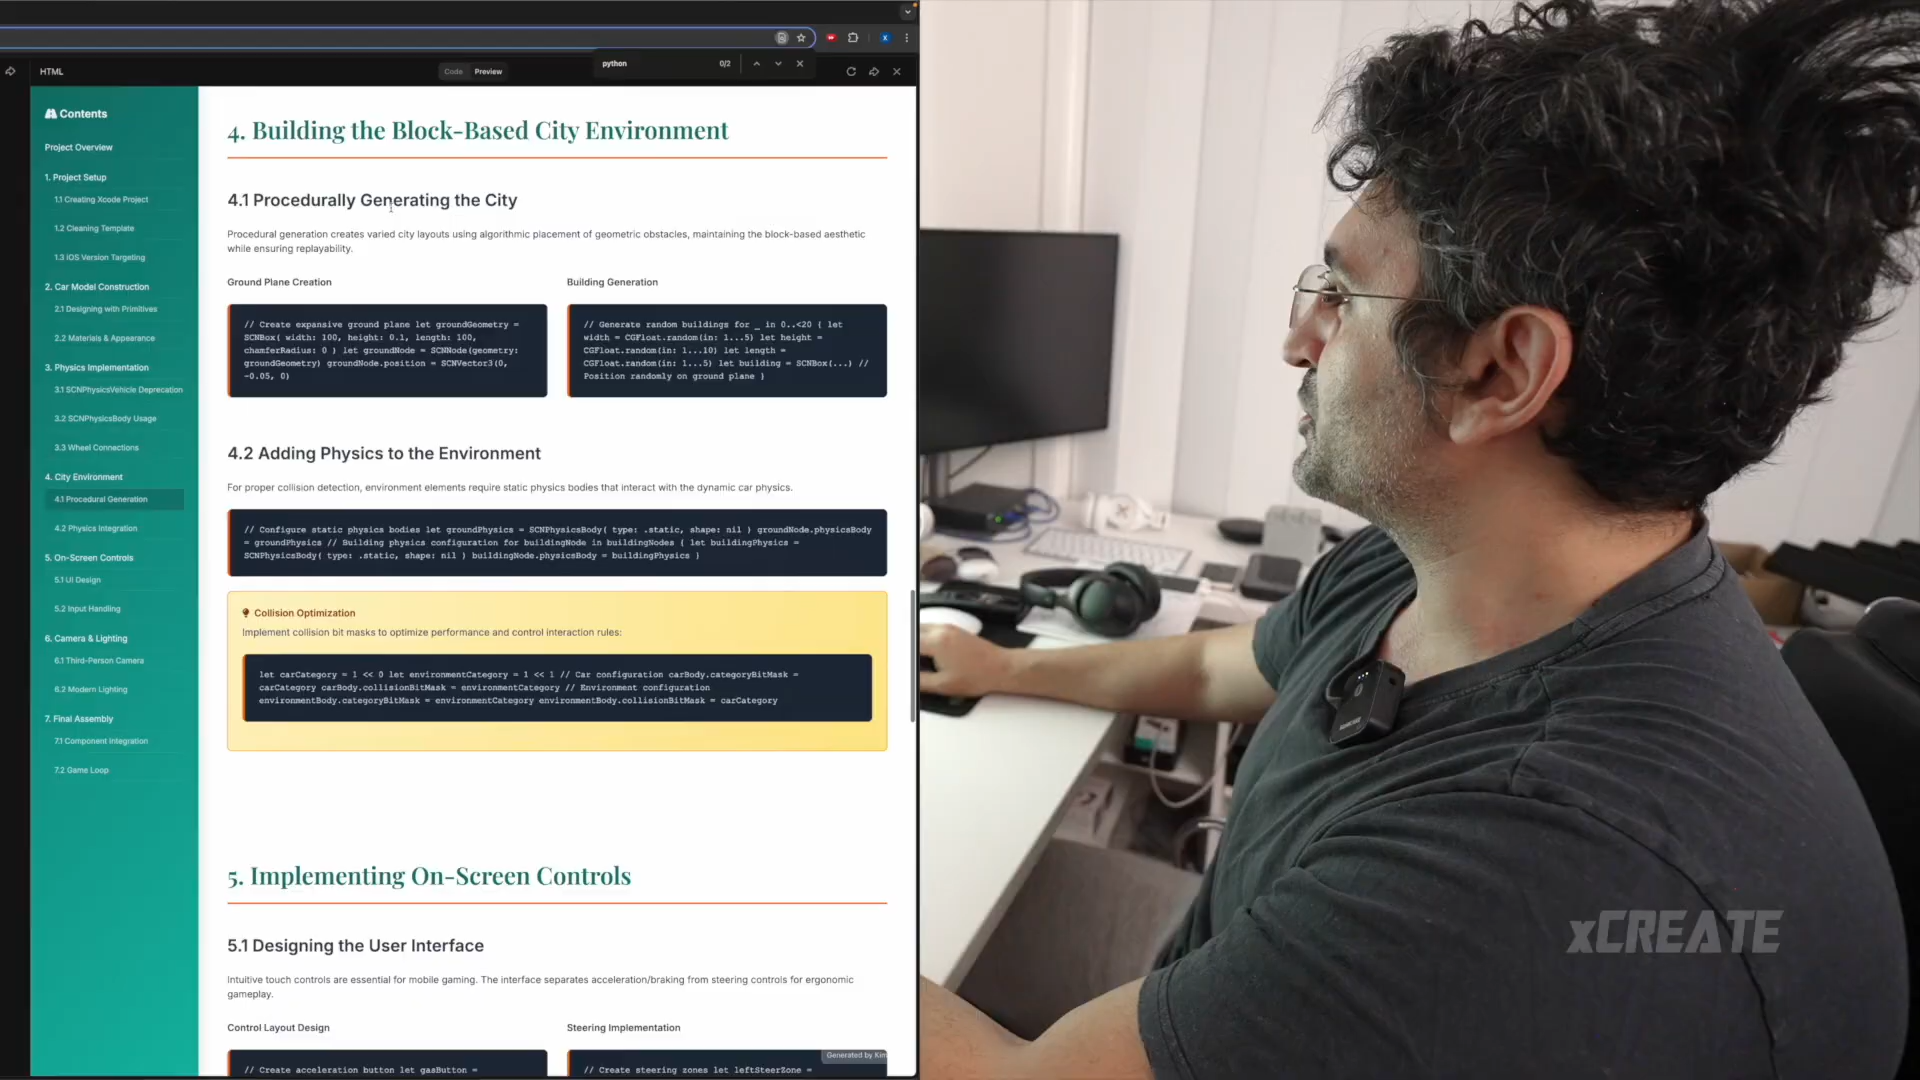 python
0/2
HTML
Code Preview
Contents
Project Overview
1. Project Setup
1.1 Creating Xcode Project
1.2 Cleaning Template
1.3 iOS Version Targeting
2. Car Model Construction
2.1 Designing with Primitives
2.2 Materials & Appearance
3. Physics Implementation
3.1 SCNPhysicsVehicle Deprecation
3.2 SCNPhysicsBody Usage
3.3 Wheel Connections
4. City Environment
4.1 Procedural Generation
4.2 Physics Integration
5. On-Screen Controls
5.1 UI Design
5.2 Input Handling
6. Camera & Lighting
6.1 Third-Person Camera
6.2 Modern Lighting
7. Final Assembly
7.1 Component Integration
7.2 Game Loop
4. Building the Block-Based City Environment
4.1 Procedurally Generating the City
Procedural generation creates varied city layouts using algorithmic placement of geometric obstacles, maintaining the block-based aesthetic
while ensuring replayability.
Ground Plane Creation
// Create expansive ground plane let groundGeometry =
SCNBox( width: 100, height: 0.1, length: 100,
chamferRadius: 0 ) let groundNode = SCNNode(geometry:
groundGeometry) groundNode.position = SCNVector3(0,
-0.05, 0)
Building Generation
// Generate random buildings for _ in 0..<20 { let
width = CGFloat.random(in: 1...5) let height =
CGFloat.random(in: 1...10) let length =
CGFloat.random(in: 1...5) let building = SCNBox(...) //
Position randomly on ground plane }
4.2 Adding Physics to the Environment
For proper collision detection, environment elements require static physics bodies that interact with the dynamic car physics.
// Configure static physics bodies let groundPhysics = SCNPhysicsBody( type: .static, shape: nil ) groundNode.physicsBody
= groundPhysics // Building physics configuration for buildingNode in buildingNodes { let buildingPhysics =
SCNPhysicsBody( type: .static, shape: nil ) buildingNode.physicsBody = buildingPhysics }
Collision Optimization
Implement collision bit masks to optimize performance and control interaction rules:
let carCategory = 1 << 0 let environmentCategory = 1 << 1 // Car configuration carBody.categoryBitMask =
carCategory carBody.collisionBitMask = environmentCategory // Environment configuration
environmentBody.categoryBitMask = environmentCategory environmentBody.collisionBitMask = carCategory
5. Implementing On-Screen Controls
5.1 Designing the User Interface
Intuitive touch controls are essential for mobile gaming. The interface separates acceleration/braking from steering controls for ergonomic
gameplay.
Control Layout Design
// Create acceleration button let gasButton =
Steering Implementation
// Create steering zones let leftSteerZone =
Generated by Kim
xCREATE